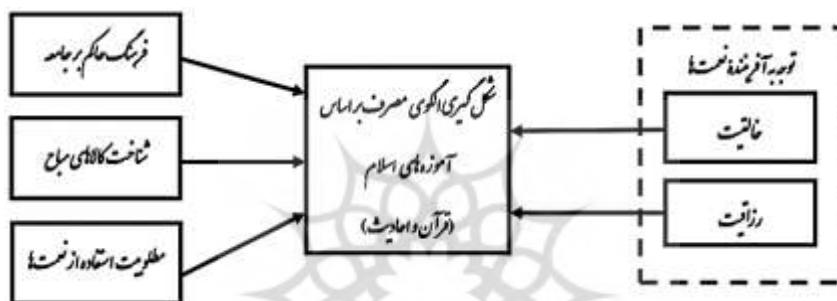 توجه به آفرینندهٔ نعمت‌ها
خالقیت
رزاقیت
شکل گیری الگوی مصرف بر اساس
آموزه‌های اسلام
(قرآن و احادیث)
فرهنگ حاکم بر جامعه
شناخت کالاهای مباح
مطلوبیت استفاده از نعمت‌ها